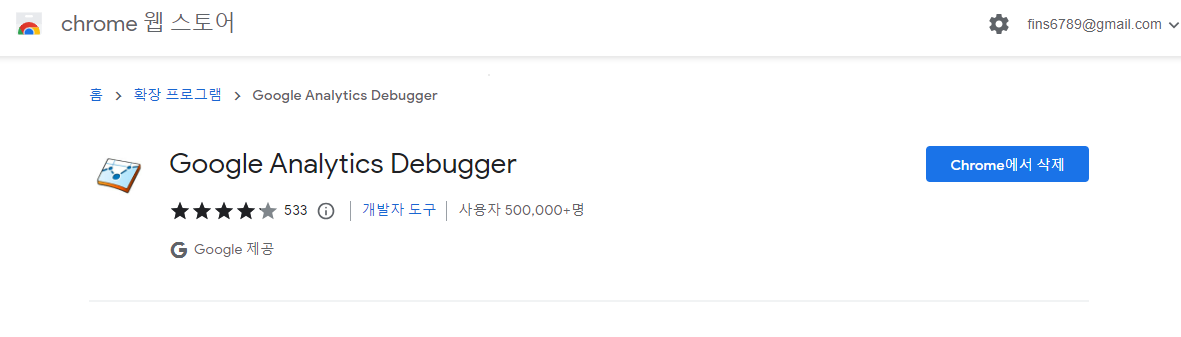 chrome 웹 스토어
fins6789@gmail.com
홈 > 확장 프로그램 > Google Analytics Debugger
Google Analytics Debugger
Chrome에서 삭제
533 | 개발자 도구 | 사용자 500,000+명
Google 제공